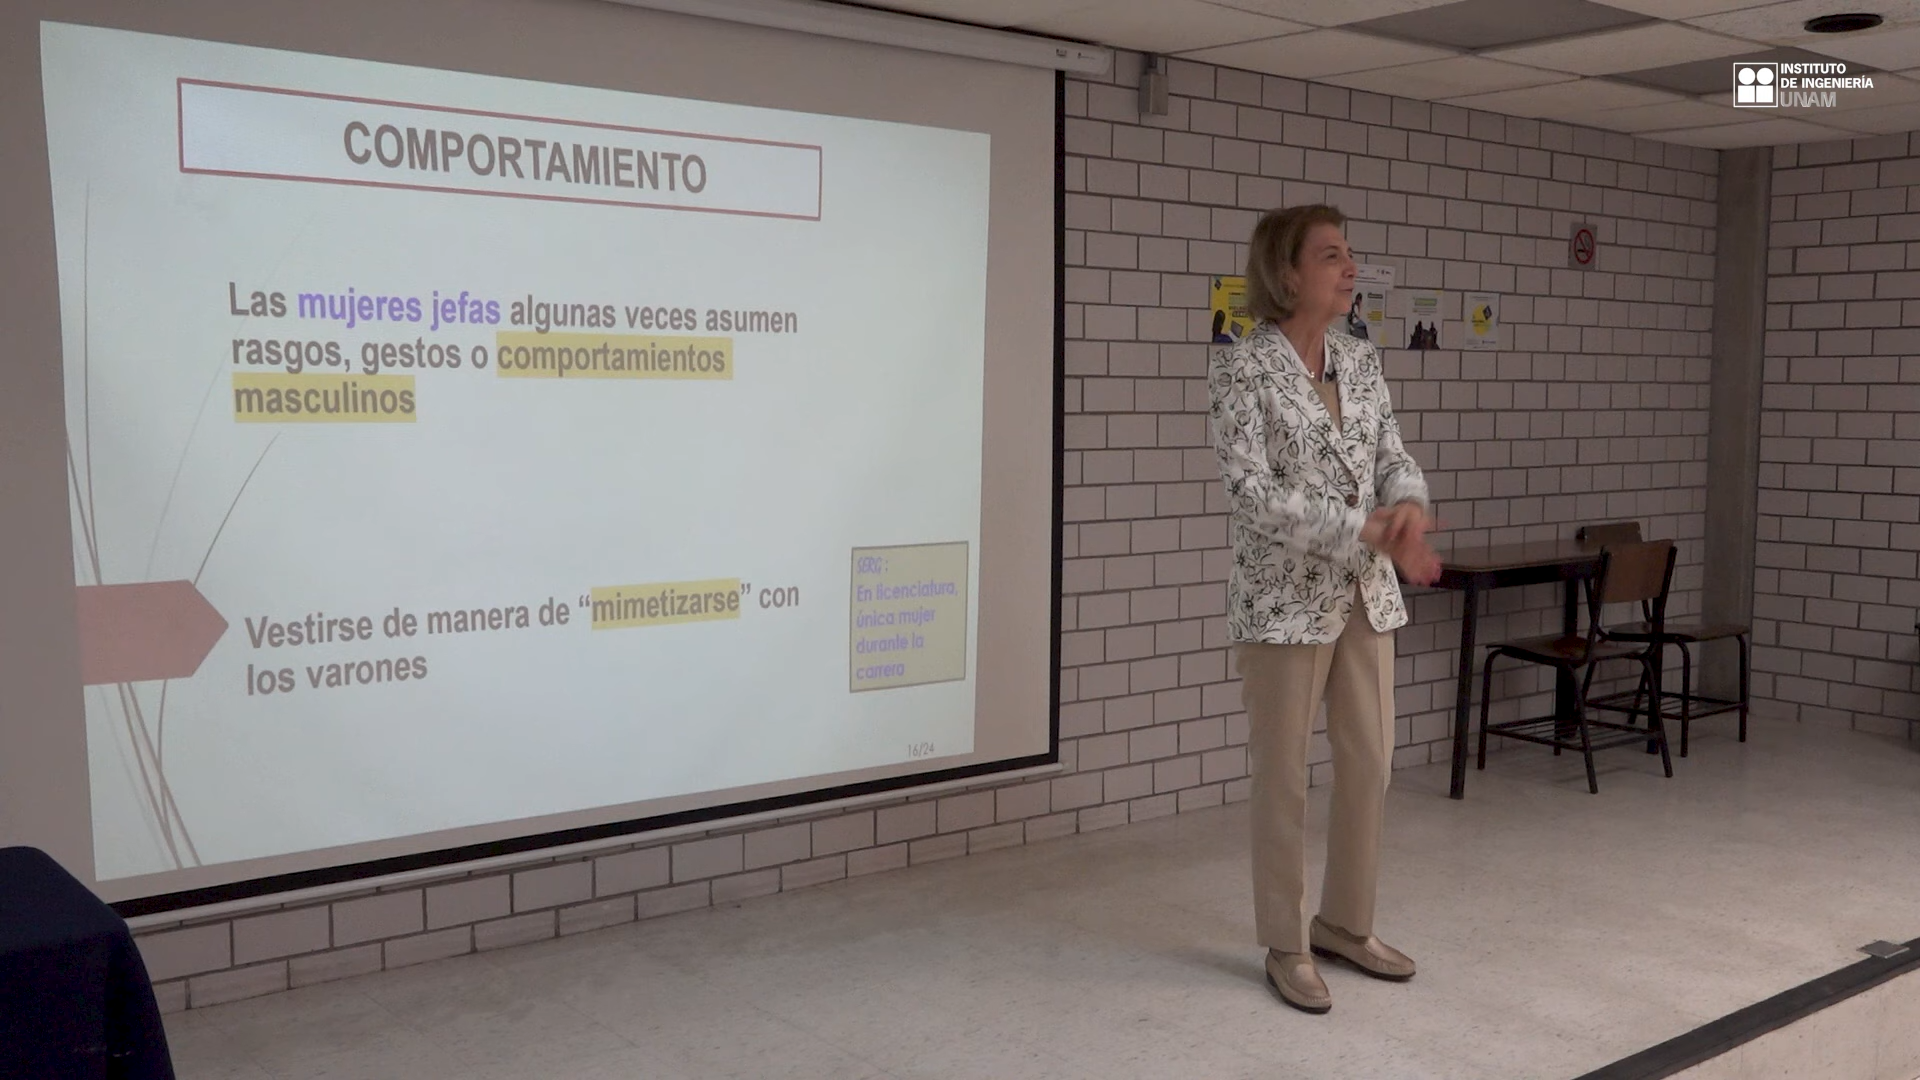 COMPORTAMIENTO
Las mujeres jefas algunas veces asumen
rasgos, gestos o comportamientos
masculinos
Vestirse de manera de “mimetizarse” con
los varones
SERG:
En licenciatura,
única mujer
durante la
carrera
16/24
INSTITUTO
DE INGENIERÍA
UNAM